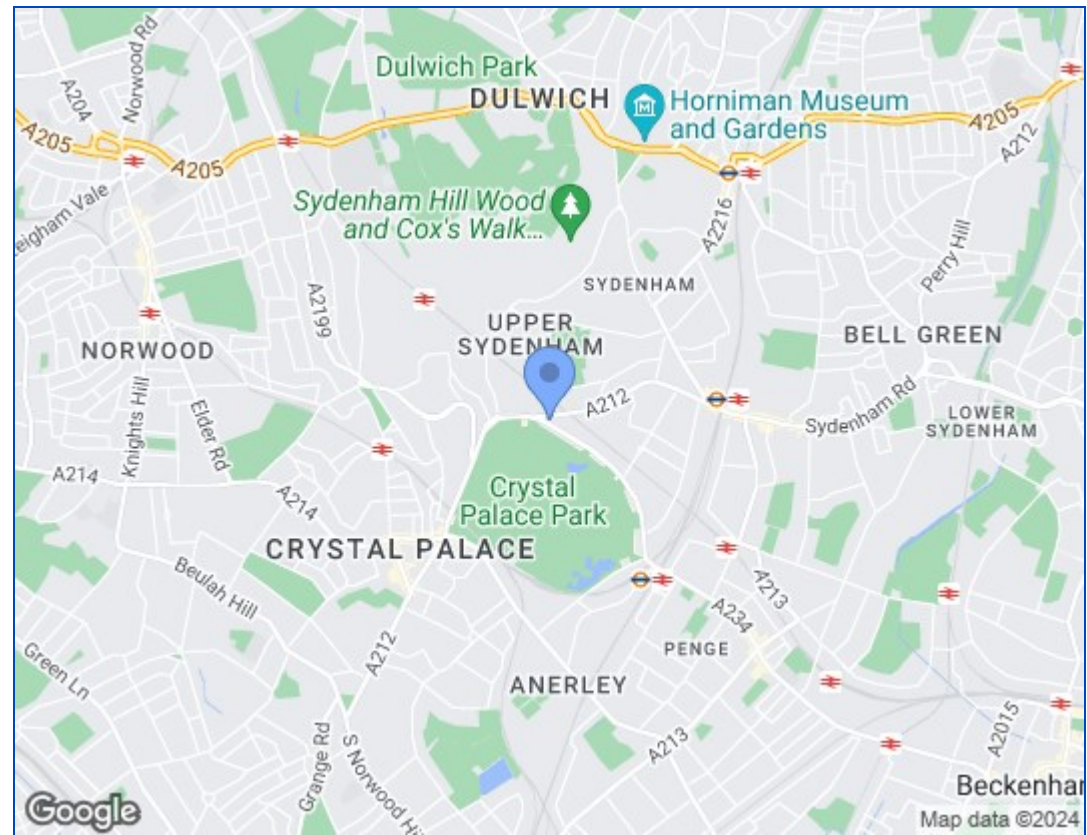 Norwood Rd
A204
Dulwich Park
DULWICH
Horniman Museum
and Gardens
A205
A205
A205
A212
Sydenham Hill Wood
and Cox's Walk...
A2216
Perry Hill
SYDENHAM
A2199
UPPER
SYDENHAM
BELL GREEN
NORWOOD
Knights Hill
Elder Rd
A212
Sydenham Rd
LOWER
SYDENHAM
A214
A214
Crystal
Palace Park
CRYSTAL PALACE
Beulah Hill
A213
A234
A212
PENGE
Green Ln
ANERLEY
A213
A2015
Grange Rd
S Norwood Hi
Beckenhar
Google
Map data ©2024